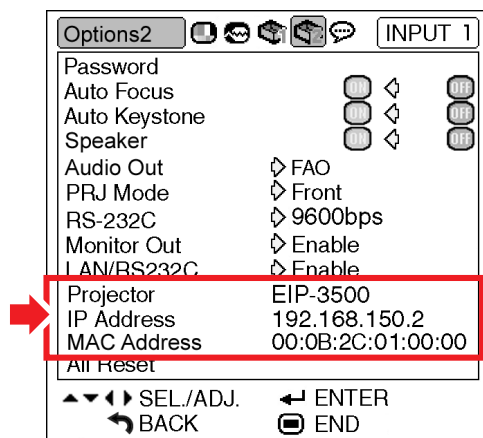 Options2 INPUT 1
Password
Auto Focus ON OFF
Auto Keystone ON OFF
Speaker ON OFF
Audio Out FAO
PRJ Mode Front
RS-232C 9600bps
Monitor Out Enable
LAN/RS232C Enable
Projector EIP-3500
IP Address 192.168.150.2
MAC Address 00:0B:2C:01:00:00
All Reset
SEL./ADJ. ENTER
BACK END